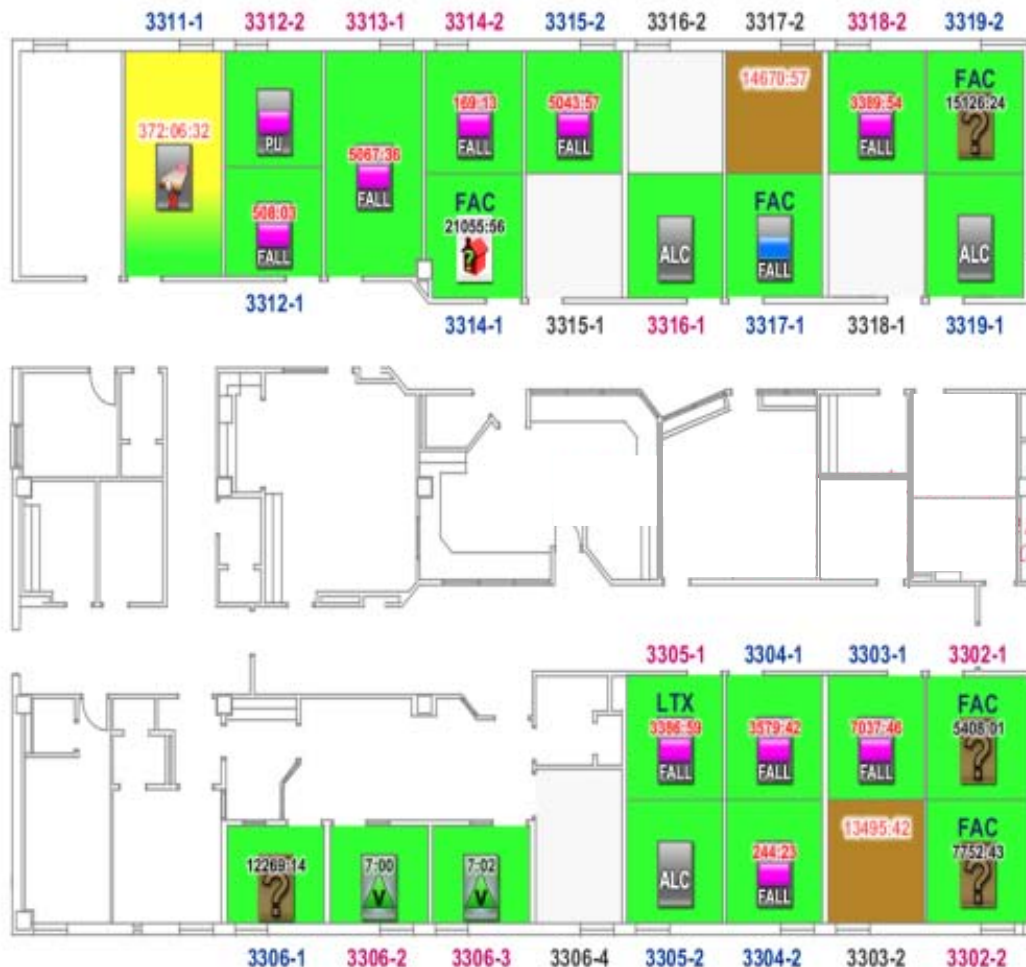 3311-1 3312-2 3313-1 3314-2 3315-2 3316-2 3317-2 3318-2 3319-2
14670:57 FAC
169:13 5043:57 3389:54 15126:24
372:06:32 PU 5067:36 FALL FALL FALL
FALL FAC
508:03 21055:56 FAC
FALL ALC FALL ALC
3312-1
3314-1 3315-1 3316-1 3317-1 3318-1 3319-1
3305-1 3304-1 3303-1 3302-1
LTX FAC
3386:59 3579:42 7037:46 5408:01
FALL FALL FALL
13495:42 FAC
12269:14 7:00 7:02 244:23 7752:43
V V ALC FALL
3306-1 3306-2 3306-3 3306-4 3305-2 3304-2 3303-2 3302-2